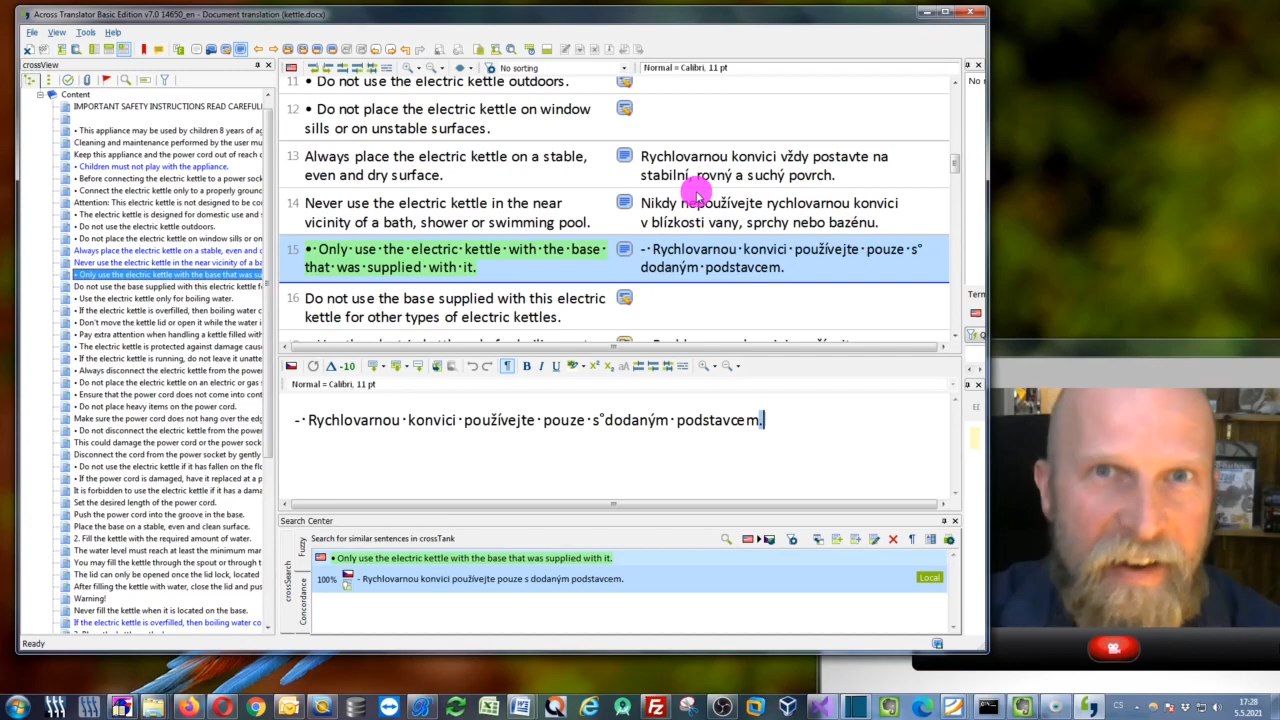 Across Translator Basic Edition v7.0 14650_en - Document translation (kettle.docx)
File View Tools Help
crossView
No sorting
Normal = Calibri, 11 pt
Content
IMPORTANT SAFETY INSTRUCTIONS READ CAREFULL
• This appliance may be used by children 8 years of ag
Cleaning and maintenance performed by the user mu
Keep this appliance and the power cord out of reach c
• Children must not play with the appliance.
• Before connecting the electric kettle to a power sock
• Connect the electric kettle only to a properly ground
Attention: This electric kettle is not designed to be con
• The electric kettle is designed for domestic use and s
• Do not use the electric kettle outdoors.
• Do not place the electric kettle on window sills or on
Always place the electric kettle on a stable, even and d
Never use the electric kettle in the near vicinity of a ba
• Only use the electric kettle with the base that was su
Do not use the base supplied with this electric kettle f
• Use the electric kettle only for boiling water.
• If the electric kettle is overfilled, then boiling water c
• Don't move the kettle lid or open it while the water i
• Pay extra attention when handling a kettle filled with
• The electric kettle is protected against damage cause
• If the electric kettle is running, do not leave it unatte
• Always disconnect the electric kettle from the power
• Do not place the electric kettle on an electric or gas s
• Ensure that the power cord does not come into cont
• Do not place heavy items on the power cord.
Make sure the power cord does not hang over the edg
• Do not disconnect the electric kettle from the power
This could damage the power cord or the power sock
Disconnect the cord from the power socket by gently
• Do not use the electric kettle if it has fallen on the fl
• If the power cord is damaged, have it replaced at a p
It is forbidden to use the electric kettle if it has a dama
Set the desired length of the power cord.
Push the power cord into the groove in the base.
Place the base on a stable, even and clean surface.
2. Fill the kettle with the required amount of water.
The water level must reach at least the minimum mar
You may fill the kettle through the spout or through t
The lid can only be opened once the lid lock, located
After filling the kettle with water, close the lid and pus
Warning!
Never fill the kettle when it is located on the base.
If the electric kettle is overfilled, then boiling water co
11 • Do not use the electric kettle outdoors.
12 • Do not place the electric kettle on window
sills or on unstable surfaces.
13 Always place the electric kettle on a stable,
even and dry surface.
Rychlovarnou konvici vždy postavte na
stabilní, rovný a suchý povrch.
14 Never use the electric kettle in the near
vicinity of a bath, shower or swimming pool.
Nikdy nepoužívejte rychlovarnou konvici
v blízkosti vany, sprchy nebo bazénu.
15 •·Only·use·the·electric·kettle·with·the·base·
that·was·supplied·with·it.
-·Rychlovarnou·konvici·používejte·pouze·s°
dodaným·podstavcem.
16 Do not use the base supplied with this electric
kettle for other types of electric kettles.
No r
Term
Q
-10
B I U
Normal = Calibri, 11 pt
-·Rychlovarnou·konvici·používejte·pouze·s°dodaným·podstavcem.
Search Center
Search for similar sentences in crossTank
crossSearch
Fuzzy
Concordance
• Only use the electric kettle with the base that was supplied with it.
100% - Rychlovarnou konvici používejte pouze s dodaným podstavcem.
Local
Ready
CS
17:28
5.5.2021